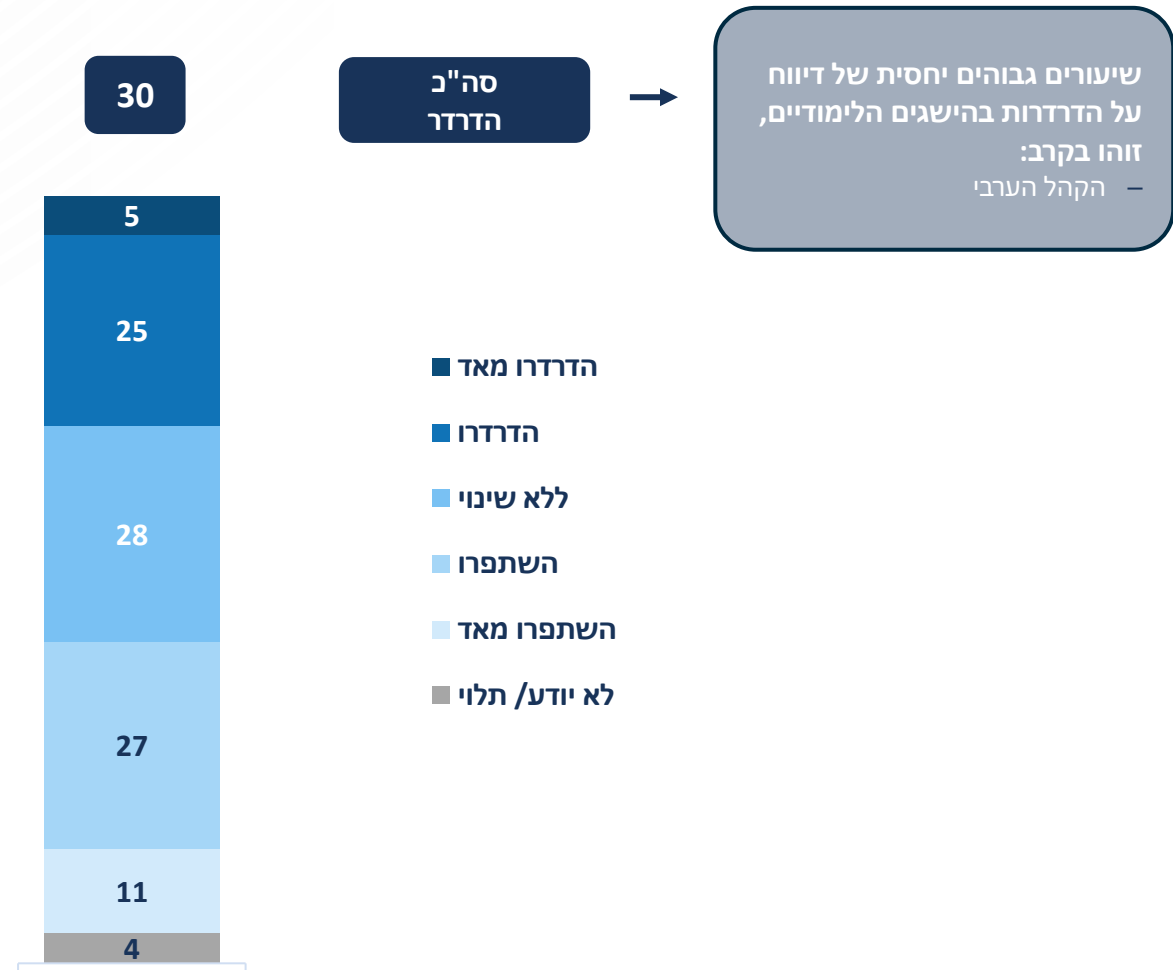 שיעורים גבוהים יחסית של דיווח
על הדרדרות בהישגים הלימודיים,
זוהו בקרב:
– הקהל הערבי
סה"נ
הדרדר
30
5
25
28
27
11
4
הדרדרו מאד
הדרדרו
ללא שינוי
השתפרו
השתפרו מאד
לא יודע/ תלוי